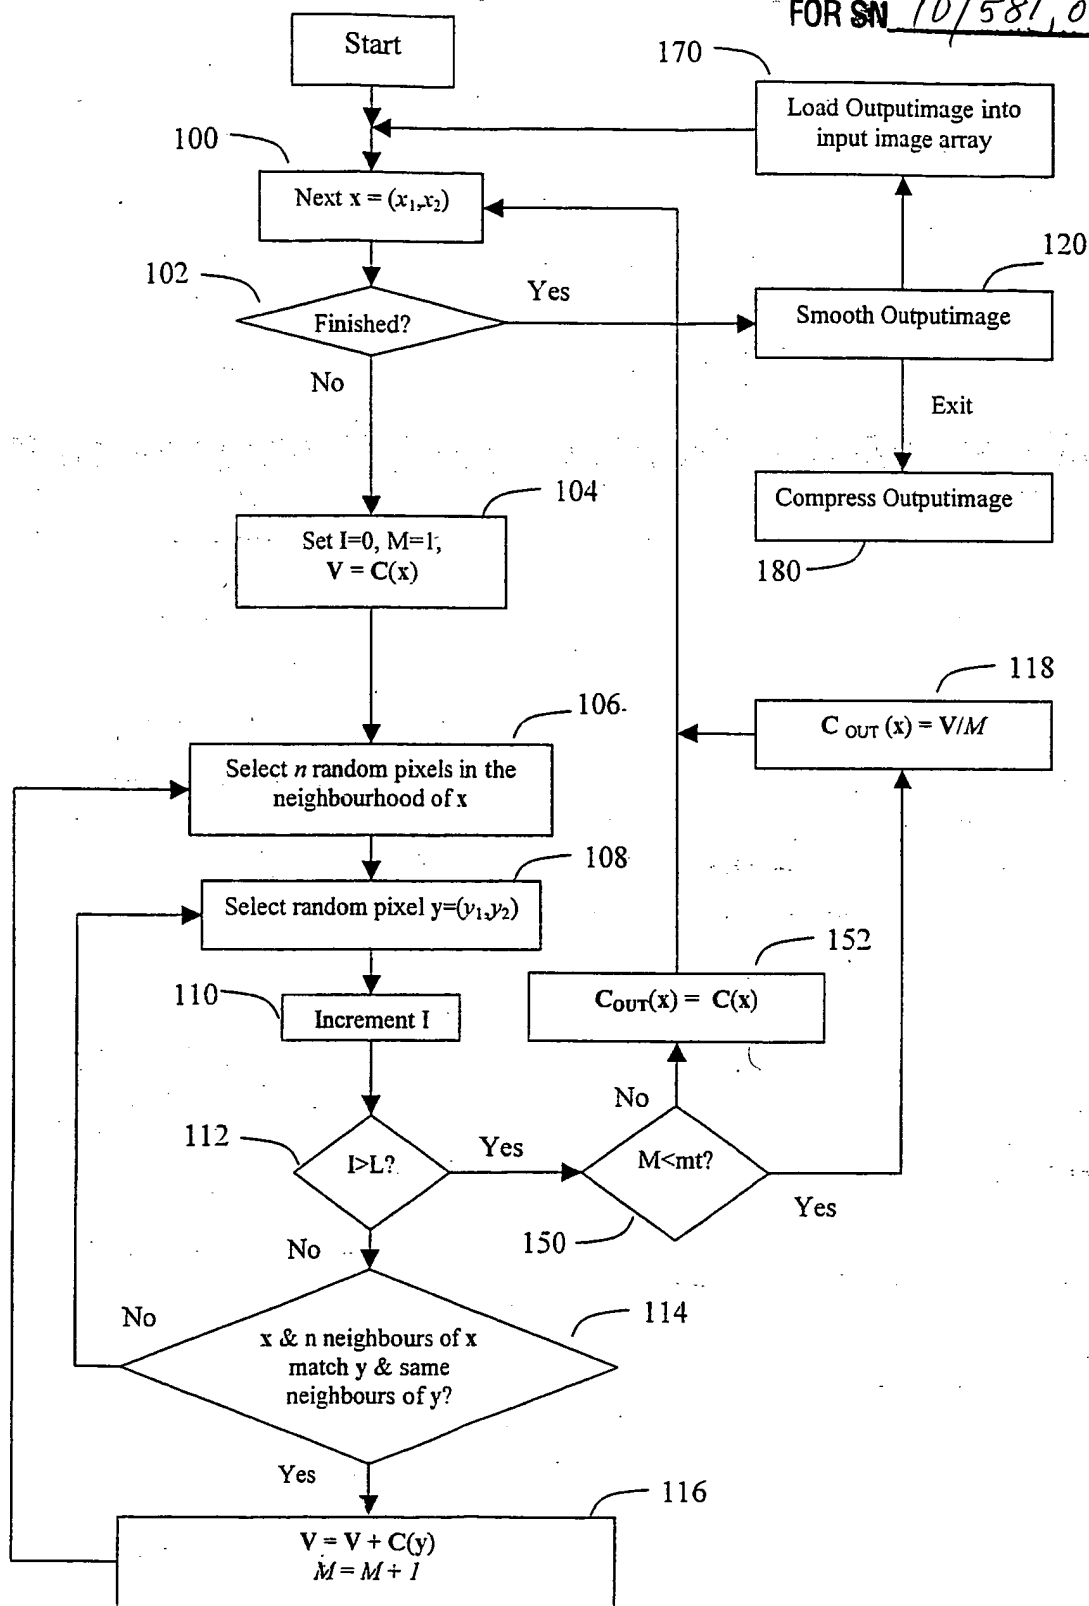 FOR SN 10/581,0
Start
170
Load Outputimage into
input image array
100
Next x = (x₁,x₂)
120
102
Yes
Finished?
Smooth Outputimage
No
Exit
104
Compress Outputimage
Set I=0, M=1,
V = C(x)
180
118
106
C OUT (x) = V/M
Select n random pixels in the
neighbourhood of x
108
Select random pixel y=(y₁,y₂)
152
110
COUT(x) = C(x)
Increment I
No
112
Yes
I>L?
M<mt?
Yes
150
No
No
114
x & n neighbours of x
match y & same
neighbours of y?
Yes
116
V = V + C(y)
M = M + 1